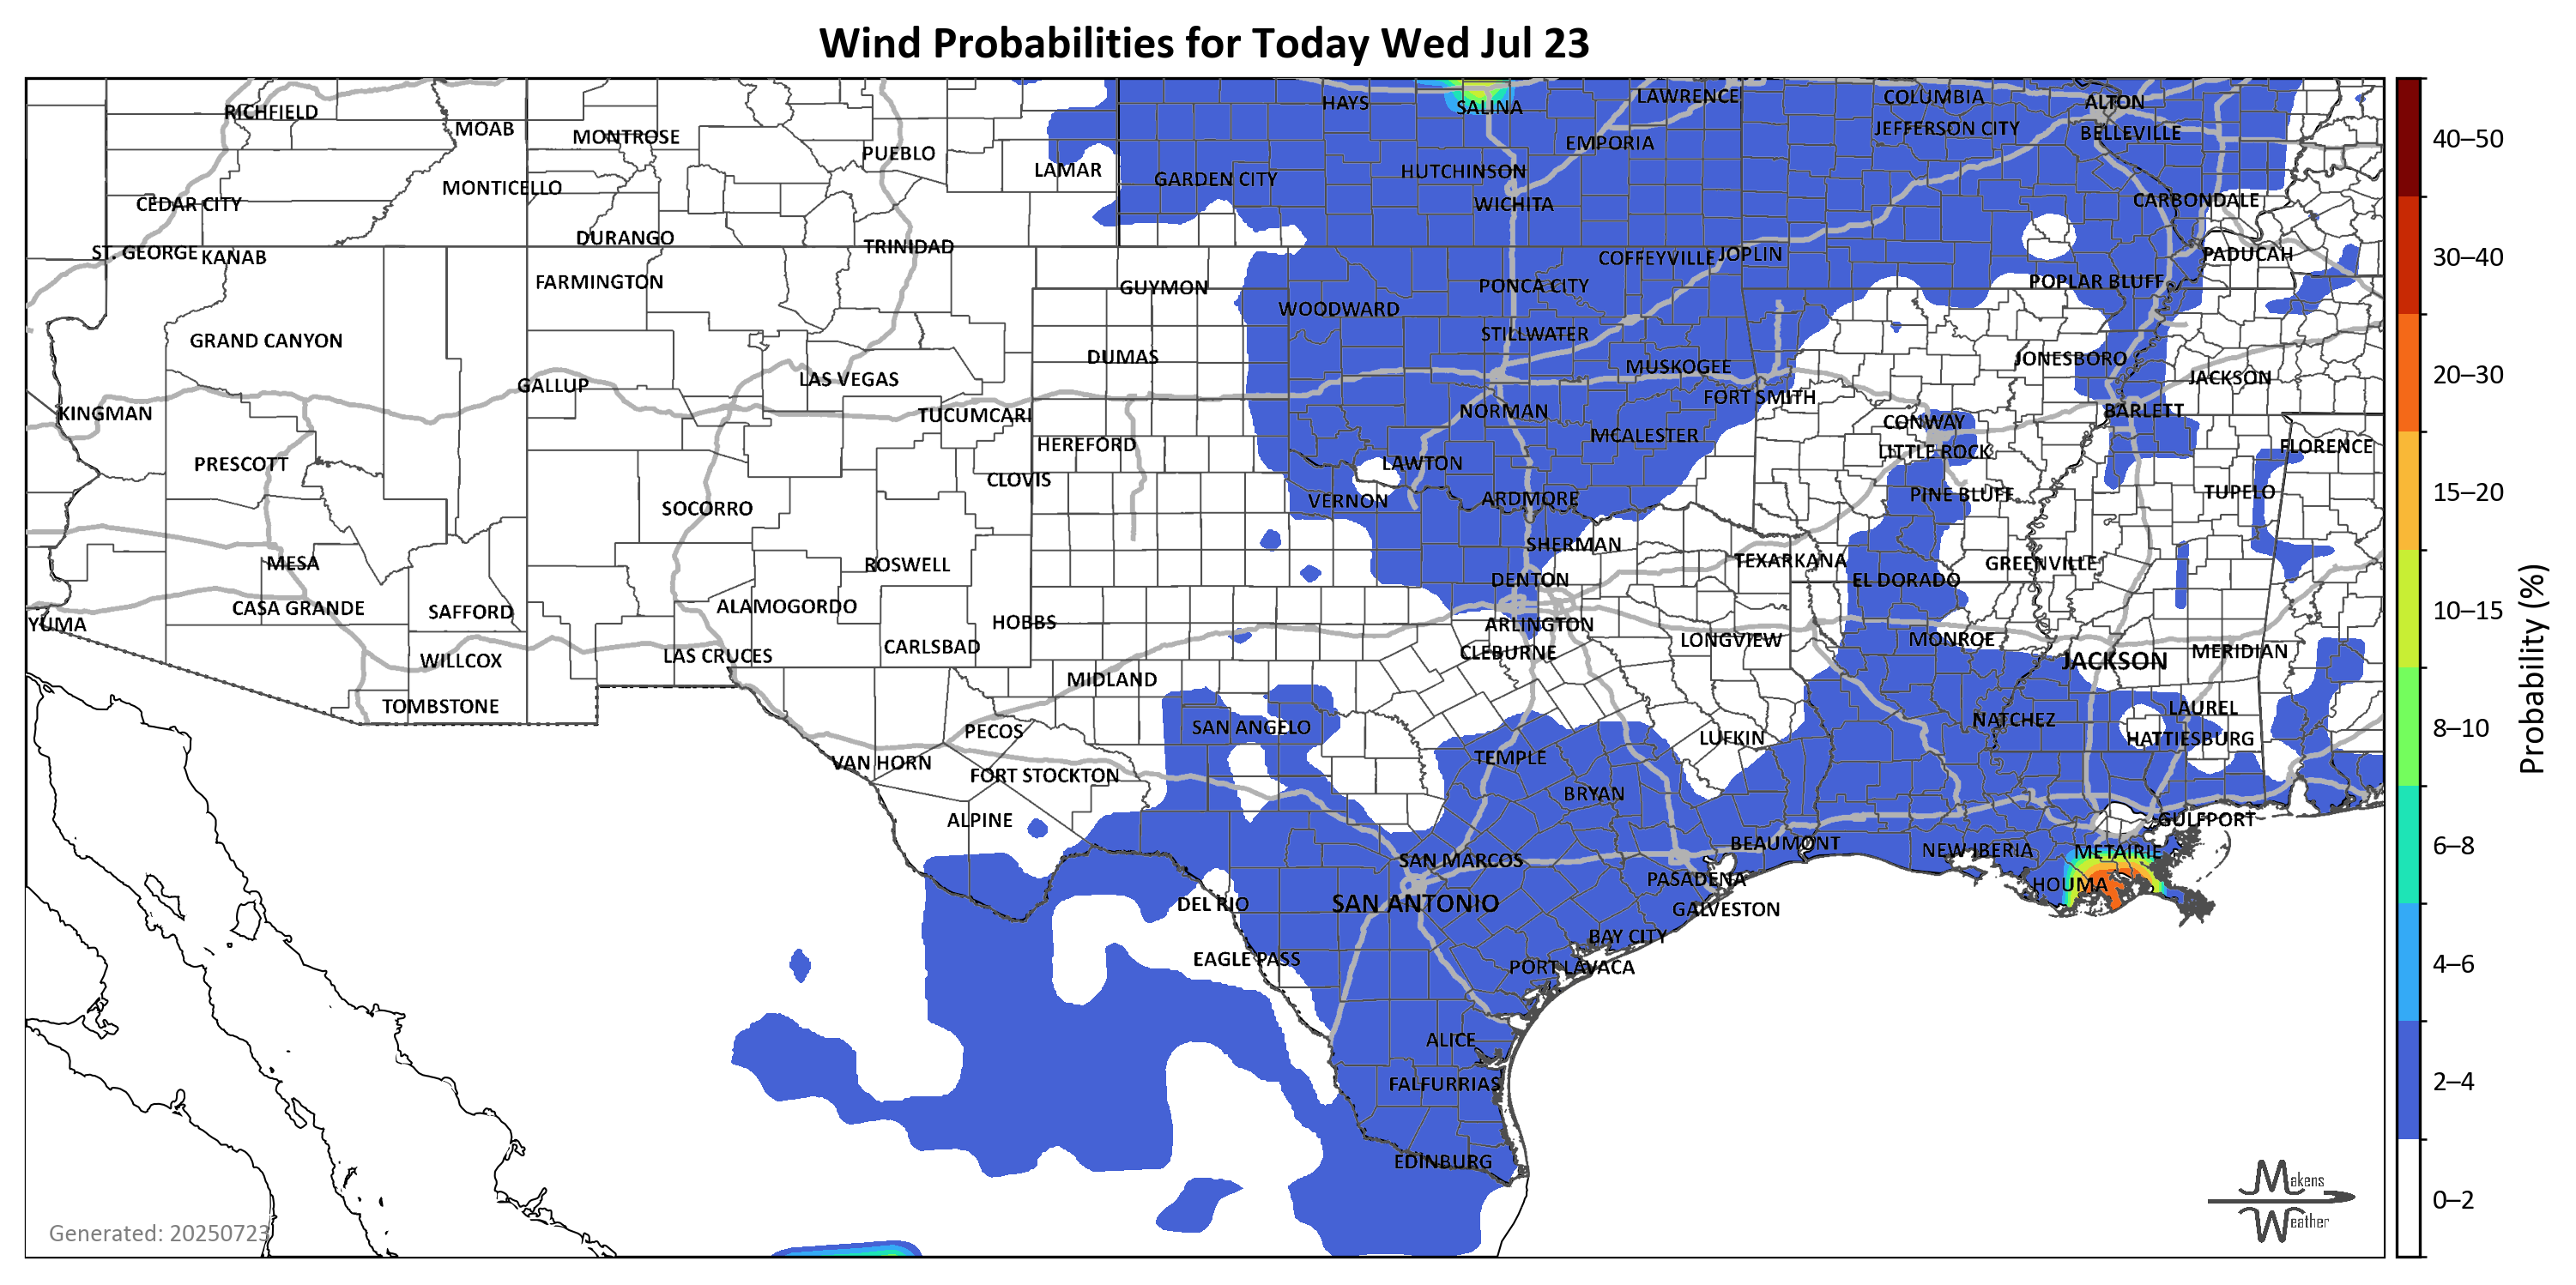 Wind Probabilities for Today Wed Jul 23
RICHFIELD
MOAB
MONTROSE
PUEBLO
LAMAR
HAYS
SALINA
LAWRENCE
COLUMBIA
ALTON
JEFFERSON CITY
BELLEVILLE
EMPORIA
HUTCHINSON
GARDEN CITY
MONTICELLO
CEDAR CITY
WICHITA
CARBONDALE
DURANGO
TRINIDAD
ST. GEORGE
KANAB
COFFEYVILLE
JOPLIN
PADUCAH
FARMINGTON
GUYMON
PONCA CITY
POPLAR BLUFF
WOODWARD
GRAND CANYON
STILLWATER
DUMAS
JONESBORO
MUSKOGEE
LAS VEGAS
GALLUP
JACKSON
FORT SMITH
KINGMAN
TUCUMCARI
NORMAN
BARLETT
CONWAY
HEREFORD
MCALESTER
FLORENCE
LITTLE ROCK
PRESCOTT
LAWTON
CLOVIS
TUPELO
PINE BLUFF
VERNON
ARDMORE
SOCORRO
SHERMAN
MESA
ROSWELL
TEXARKANA
GREENVILLE
DENTON
EL DORADO
CASA GRANDE
SAFFORD
ALAMOGORDO
HOBBS
YUMA
ARLINGTON
CARLSBAD
LONGVIEW
MONROE
CLEBURNE
MERIDIAN
WILLCOX
LAS CRUCES
JACKSON
MIDLAND
TOMBSTONE
LAUREL
NATCHEZ
SAN ANGELO
PECOS
LUFKIN
HATTIESBURG
TEMPLE
VAN HORN
FORT STOCKTON
BRYAN
ALPINE
GULFPORT
BEAUMONT
NEW IBERIA
METAIRIE
SAN MARCOS
PASADENA
HOUMA
DEL RIO
SAN ANTONIO
GALVESTON
BAY CITY
EAGLE PASS
PORT LAVACA
ALICE
FALFURRIAS
EDINBURG
Generated: 20250723
Makens
Weather
40–50
30–40
20–30
15–20
10–15
8–10
6–8
4–6
2–4
0–2
Probability (%)